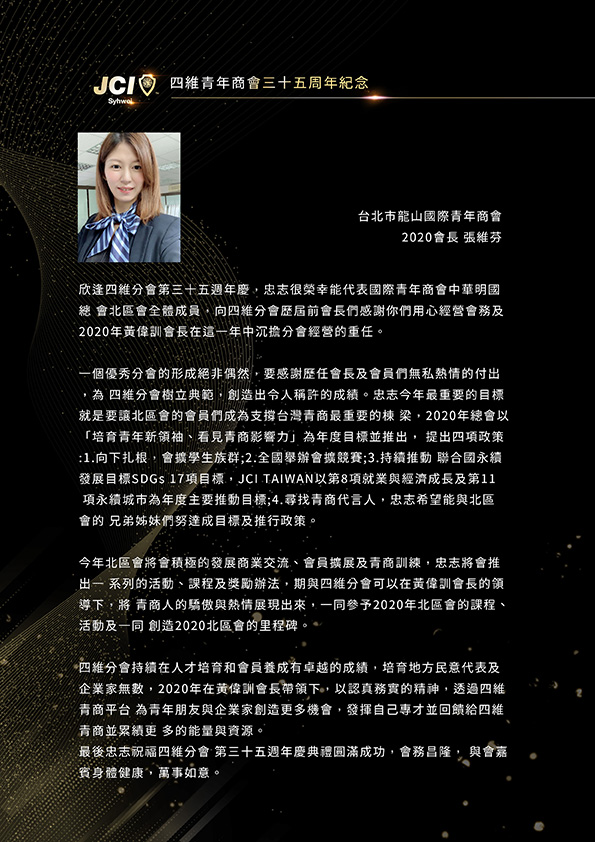 JCI
Syhwei
四維青年商會三十五周年紀念
台北市龍山國際青年商會
2020會長 張維芬
欣逢四維分會第三十五週年慶，忠志很榮幸能代表國際青年商會中華明國
總 會北區會全體成員，向四維分會歷屆前會長們感謝你們用心經營會務及
2020年黃偉訓會長在這一年中沉擔分會經營的重任。
一個優秀分會的形成絕非偶然，要感謝歷任會長及會員們無私熱情的付出
，為 四維分會樹立典範，創造出令人稱許的成績。忠志今年最重要的目標
就是要讓北區會的會員們成為支撐台灣青商最重要的棟 梁，2020年總會以
「培育青年新領袖、看見青商影響力」為年度目標並推出， 提出四項政策
:1.向下扎根，會擴學生族群;2.全國舉辦會擴競賽;3.持續推動 聯合國永續
發展目標SDGs 17項目標，JCI TAIWAN以第8項就業與經濟成長及第11
項永續城市為年度主要推動目標;4.尋找青商代言人，忠志希望能與北區
會的 兄弟姊妹們努達成目標及推行政策。
今年北區會將會積極的發展商業交流、會員擴展及青商訓練，忠志將會推
出一 系列的活動、課程及獎勵辦法，期與四維分會可以在黃偉訓會長的領
導下，將 青商人的驕傲與熱情展現出來，一同參予2020年北區會的課程、
活動及一同 創造2020北區會的里程碑。
四維分會持續在人才培育和會員養成有卓越的成績，培育地方民意代表及
企業家無數，2020年在黃偉訓會長帶領下，以認真務實的精神，透過四維
青商平台 為青年朋友與企業家創造更多機會，發揮自己專才並回饋給四維
青商並累績更 多的能量與資源。
最後忠志祝福四維分會 第三十五週年慶典禮圓滿成功，會務昌隆， 與會嘉
賓身體健康，萬事如意。